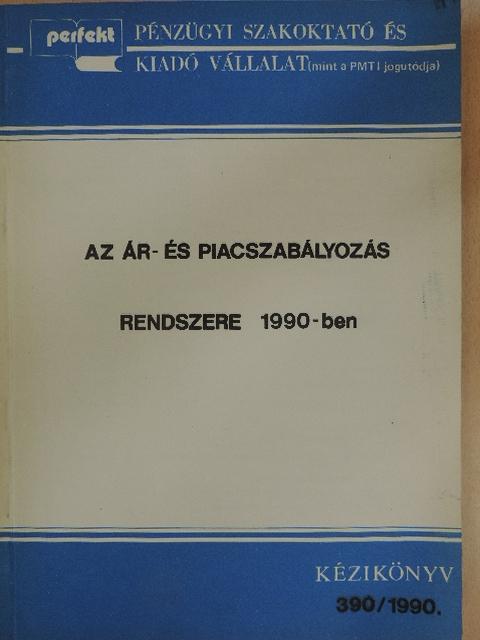 perfekt
PÉNZÜGYI SZAKOKTATÓ ÉS
KIADÓ VÁLLALAT (mint a PMTI jogutódja)
AZ ÁR- ÉS PIACSZABÁLYOZÁS
RENDSZERE 1990-ben
KÉZIKÖNYV
390/1990.